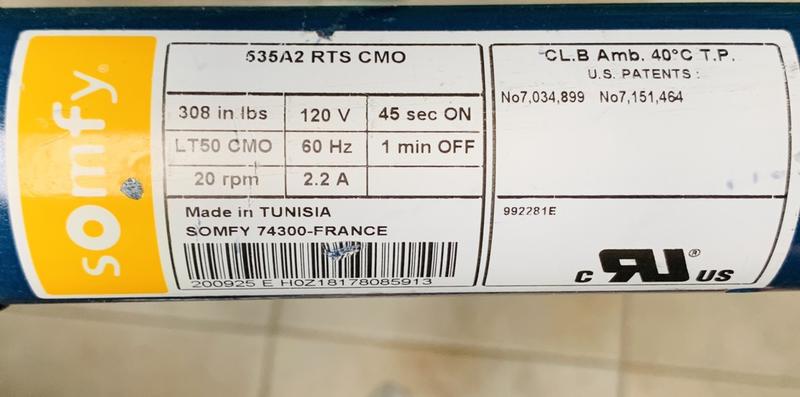 somfy®
535A2 RTS CMO
308 in lbs 120 V 45 sec ON
LT50 CMO 60 Hz 1 min OFF
20 rpm 2.2 A
Made in TUNISIA
SOMFY 74300-FRANCE
200925 E H0Z18178085913
CL.B Amb. 40°C T.P.
U.S. PATENTS :
No7,034,899 No7,151,464
992281E
c RU® US